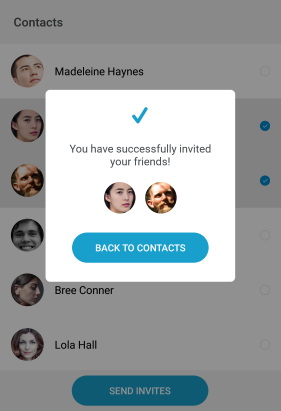 Contacts
Madeleine Haynes
You have successfully invited
your friends!
BACK TO CONTACTS
Bree Conner
Lola Hall
SEND INVITES